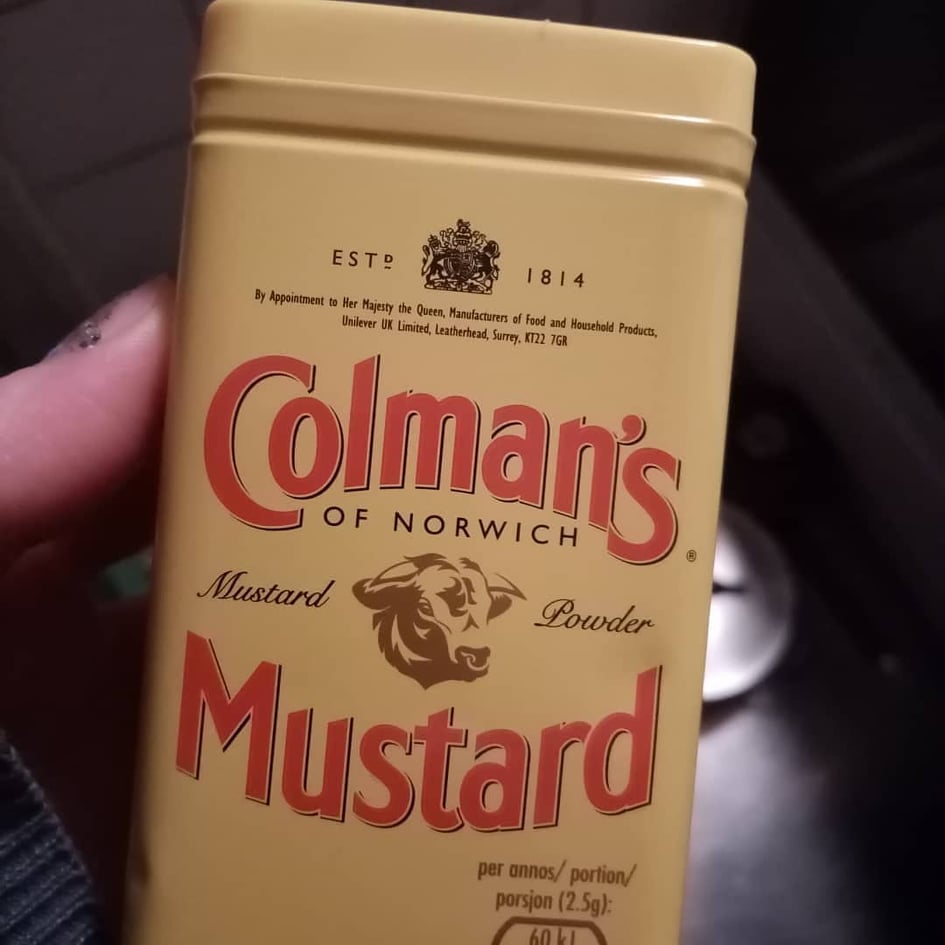 ESTD 1814
By Appointment to Her Majesty the Queen, Manufacturers of Food and Household Products,
Unilever UK Limited, Leatherhead, Surrey, KT22 7GR
Colman's
OF NORWICH
®
Mustard Powder
Mustard
per annos/ portion/
porsjon (2.5g):
60 kJ